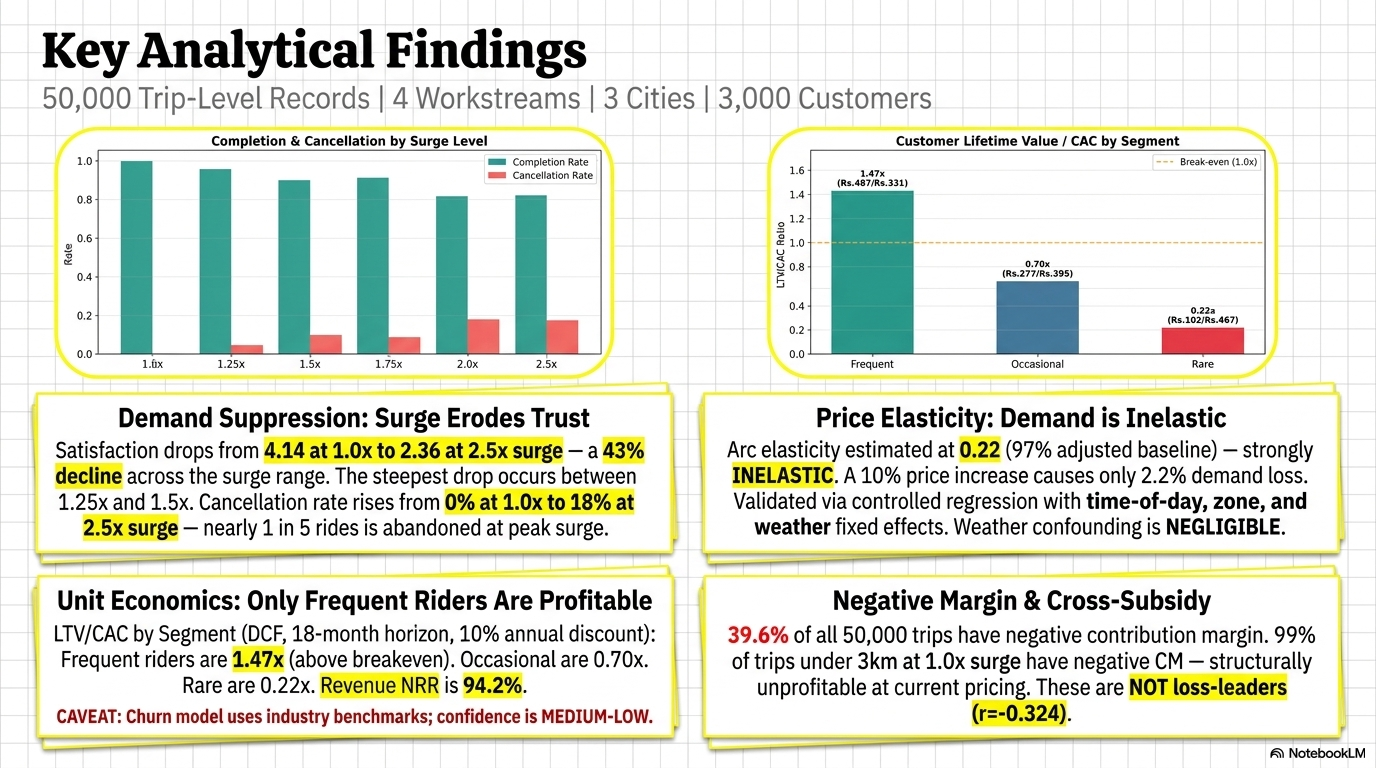 Key Analytical Findings
50,000 Trip-Level Records | 4 Workstreams | 3 Cities | 3,000 Customers
Completion & Cancellation by Surge Level
Completion Rate
Cancellation Rate
Rate
1.0
0.8
0.6
0.4
0.2
0.0
1.0x
1.25x
1.5x
1.75x
2.0x
2.5x
Customer Lifetime Value / CAC by Segment
Break-even (1.0x)
LTV/CAC Ratio
1.6
1.4
1.2
1.0
0.8
0.4
0.2
0.0
1.47x
(Rs.487/Rs.331)
0.70x
(Rs.277/Rs.395)
0.22a
(Rs.102/Rs.467)
Frequent
Occasional
Rare
Demand Suppression: Surge Erodes Trust
Satisfaction drops from 4.14 at 1.0x to 2.36 at 2.5x surge — a 43%
decline across the surge range. The steepest drop occurs between
1.25x and 1.5x. Cancellation rate rises from 0% at 1.0x to 18% at
2.5x surge — nearly 1 in 5 rides is abandoned at peak surge.
Price Elasticity: Demand is Inelastic
Arc elasticity estimated at 0.22 (97% adjusted baseline) — strongly
INELASTIC. A 10% price increase causes only 2.2% demand loss.
Validated via controlled regression with time-of-day, zone, and
weather fixed effects. Weather confounding is NEGLIGIBLE.
Unit Economics: Only Frequent Riders Are Profitable
LTV/CAC by Segment (DCF, 18-month horizon, 10% annual discount):
Frequent riders are 1.47x (above breakeven). Occasional are 0.70x.
Rare are 0.22x. Revenue NRR is 94.2%.
CAVEAT: Churn model uses industry benchmarks; confidence is MEDIUM-LOW.
Negative Margin & Cross-Subsidy
39.6% of all 50,000 trips have negative contribution margin. 99%
of trips under 3km at 1.0x surge have negative CM — structurally
unprofitable at current pricing. These are NOT loss-leaders
(r=-0.324).
NotebookLM